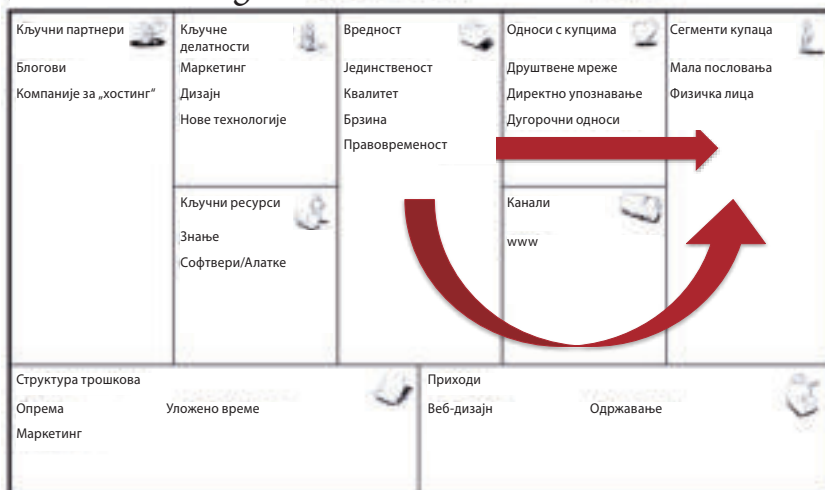 Кључни партнери
Блогови
Компаније за „хостинг“
Кључне
делатности
Маркетинг
Дизајн
Нове технологије
Кључни ресурси
Знање
Софтвери/Алатке
Вредност
Јединственост
Квалитет
Брзина
Правовременост
Односи с купцима
Друштвене мреже
Директно упознавање
Дугорочни односи
Канали
www
Сегменти купаца
Мала пословања
Физичка лица
Структура трошкова
Опрема Уложено време
Маркетинг
Приходи
Веб-дизајн Одржавање